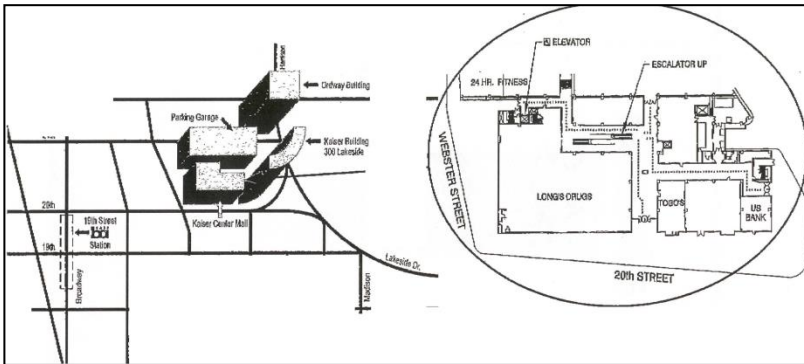 Harrison
Ordway Building
Parking Garage
Kaiser Building
300 Lakeside
Kaiser Center Mall
20th
19th Street
Station
19th
Broadway
Madison
Lakeside Dr.
ELEVATOR
ESCALATOR UP
24 HR. FITNESS
WEBSTER STREET
LONG'S DRUGS
TOSO'S
US
BANK
20TH STREET